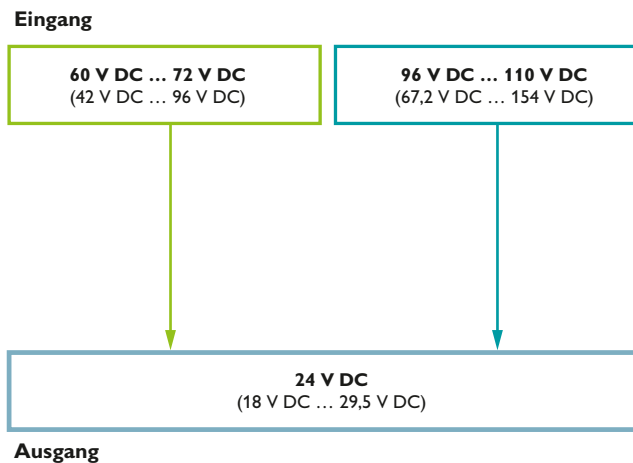 Eingang
60 V DC ... 72 V DC
(42 V DC ... 96 V DC)
96 V DC ... 110 V DC
(67,2 V DC ... 154 V DC)
24 V DC
(18 V DC ... 29,5 V DC)
Ausgang